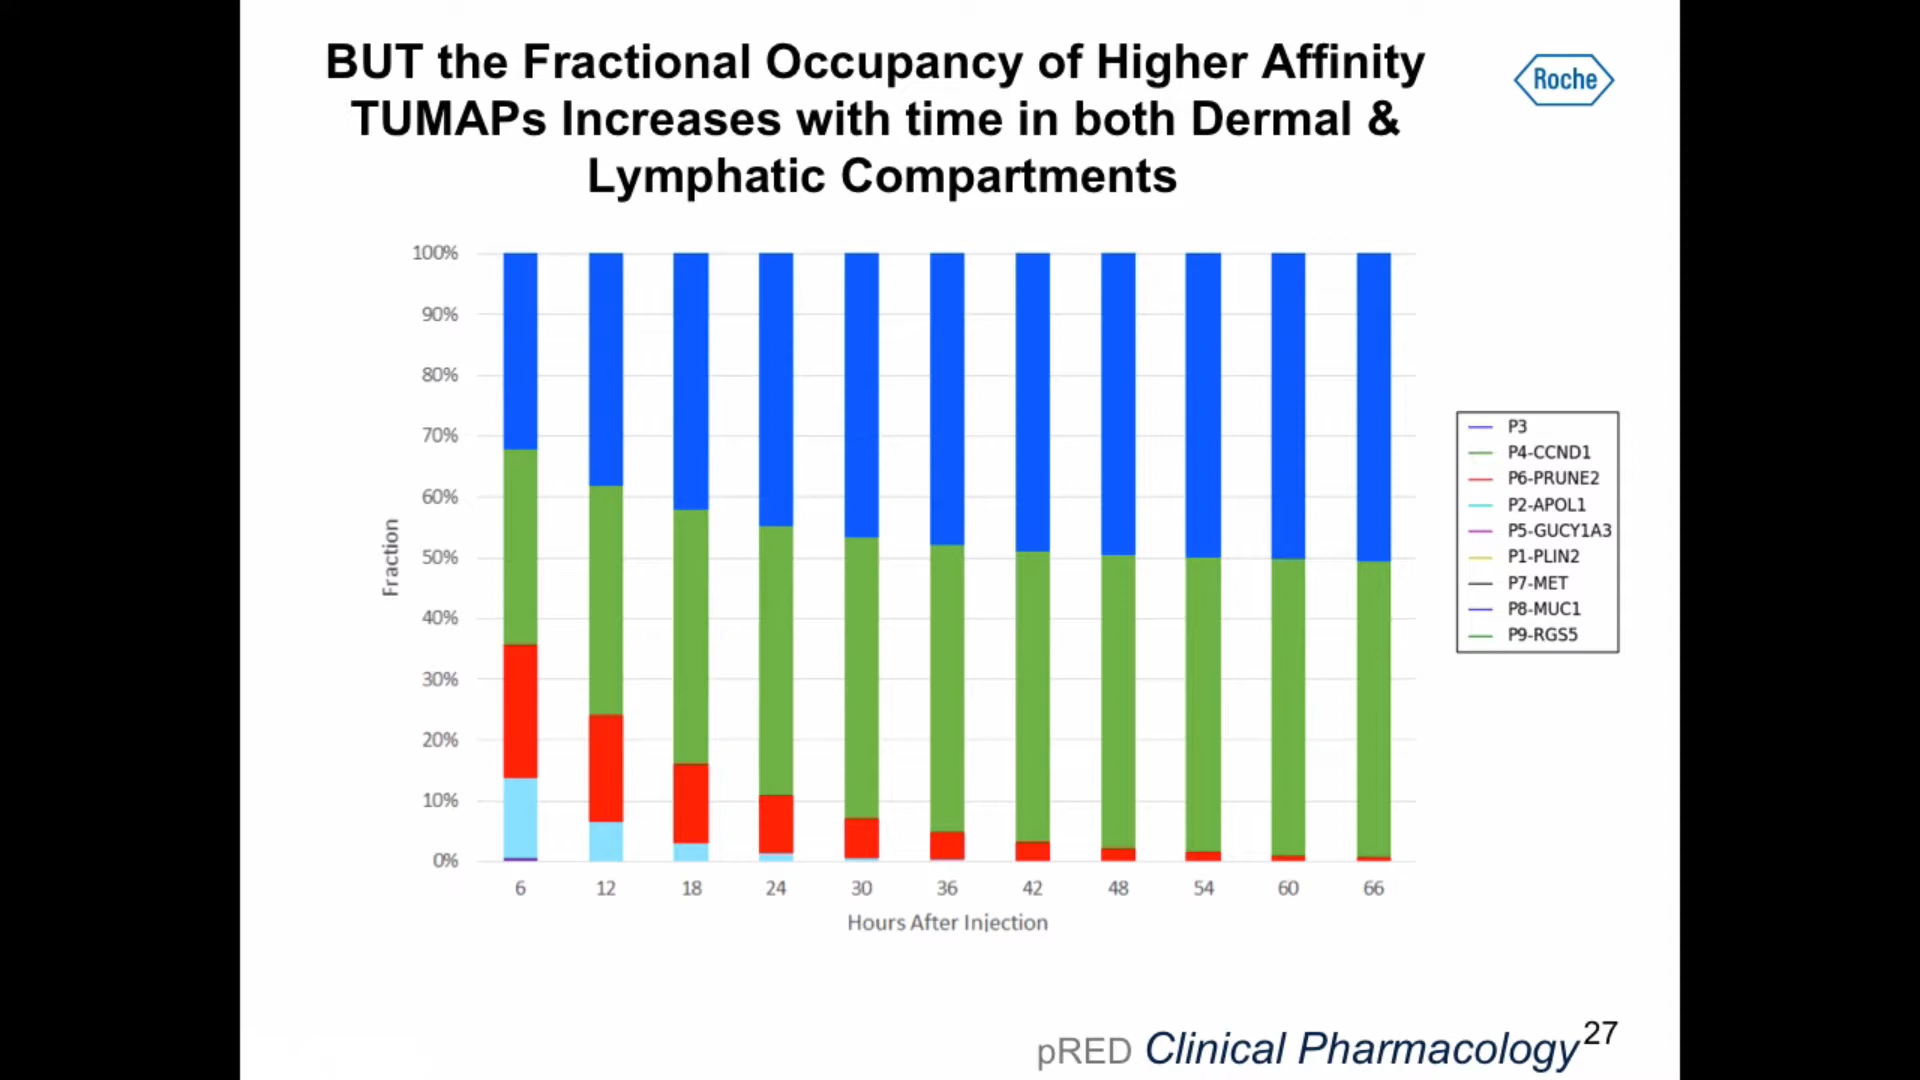 BUT the Fractional Occupancy of Higher Affinity
TUMAPs Increases with time in both Dermal &
Lymphatic Compartments
Roche
100%
90%
80%
70%
60%
50%
40%
30%
20%
10%
0%
Fraction
6 12 18 24 30 36 42 48 54 60 66
Hours After Injection
P3
P4-CCND1
P6-PRUNE2
P2-APOL1
P5-GUCY1A3
P1-PLIN2
P7-MET
P8-MUC1
P9-RGS5
pRED Clinical Pharmacology 27